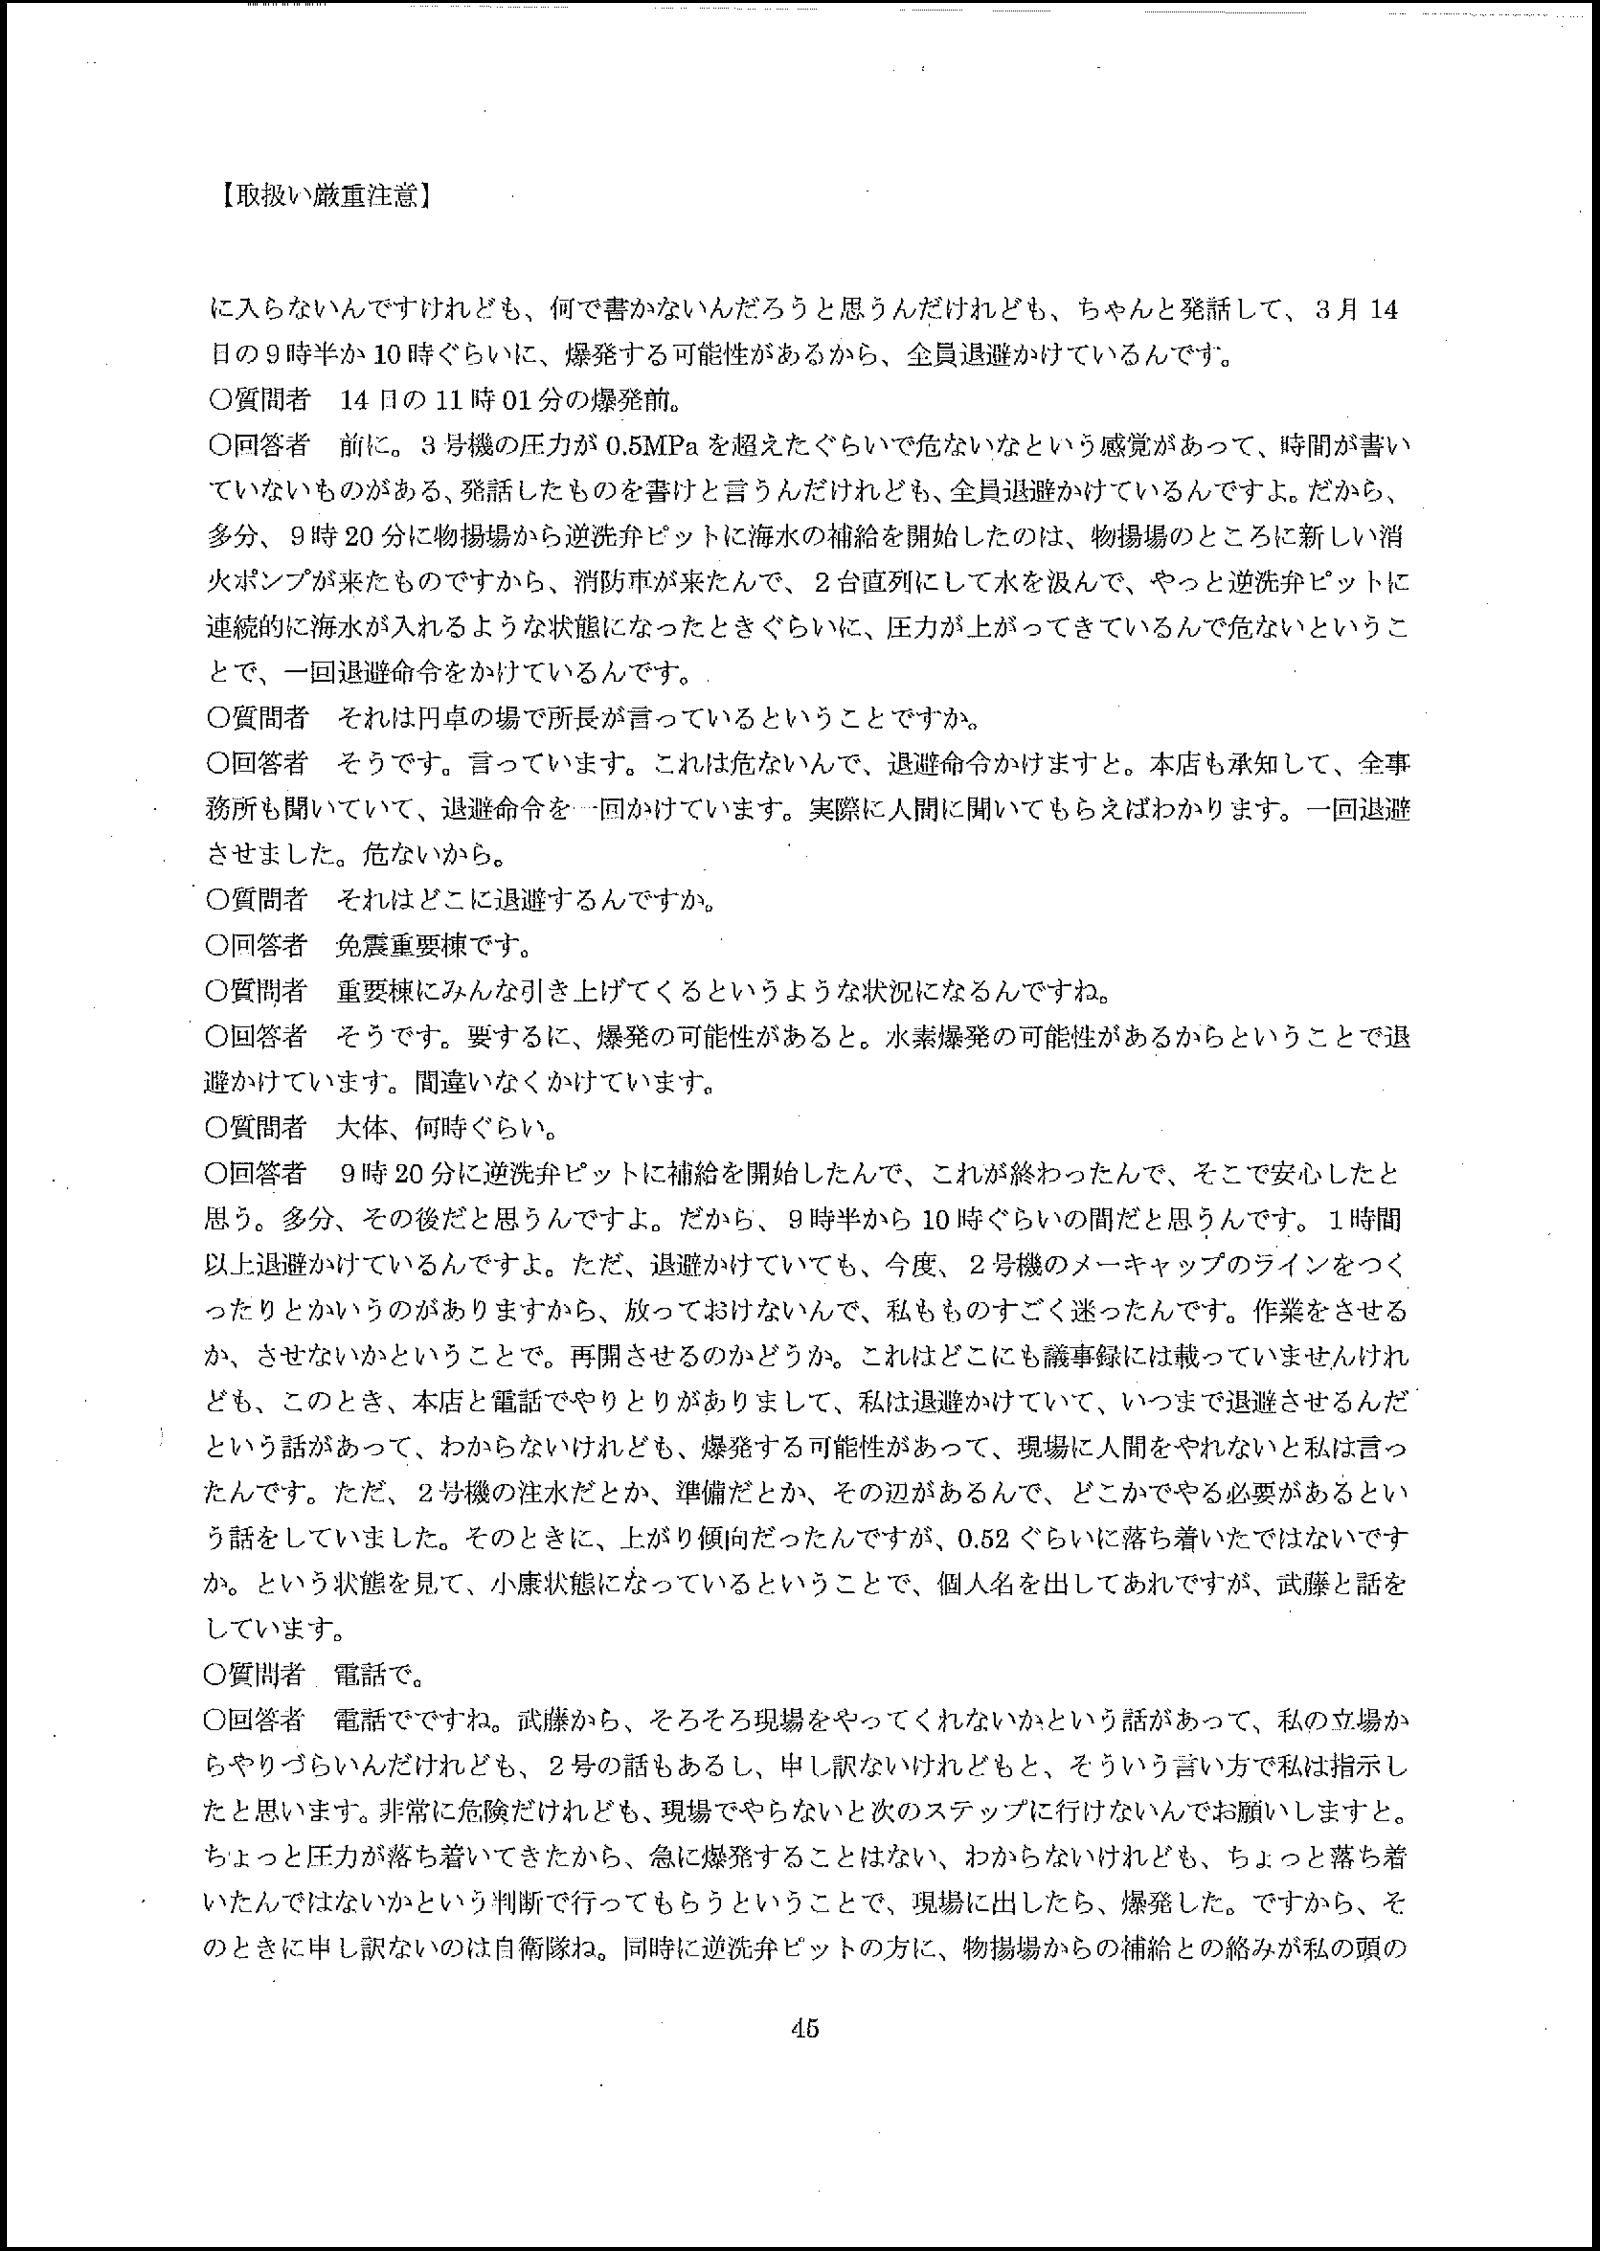 【取扱い厳重注意】
に入らないんですけれども、何で書かないんだろうと思うんだけれども、ちゃんと発話して、３月 14
日の９時半か 10 時ぐらいに、爆発する可能性があるから、全員退避かけているんです。
○質問者　14 日の 11 時 01 分の爆発前。
○回答者　前に。３号機の圧力が 0.5MPa を超えたぐらいで危ないなという感覚があって、時間が書い
ていないものがある、発話したものを書けと言うんだけれども、全員退避かけているんですよ。だから、
多分、９時 20 分に物揚場から逆洗弁ピットに海水の補給を開始したのは、物揚場のところに新しい消
火ポンプが来たものですから、消防車が来たんで、２台直列にして水を汲んで、やっと逆洗弁ピットに
連続的に海水が入れるような状態になったときぐらいに、圧力が上がってきているんで危ないというこ
とで、一回退避命令をかけているんです。
○質問者　それは円卓の場で所長が言っているということですか。
○回答者　そうです。言っています。これは危ないんで、退避命令かけますと。本店も承知して、全事
務所も聞いていて、退避命令を一回かけています。実際に人間に聞いてもらえばわかります。一回退避
させました。危ないから。
○質問者　それはどこに退避するんですか。
○回答者　免震重要棟です。
○質問者　重要棟にみんな引き上げてくるというような状況になるんですね。
○回答者　そうです。要するに、爆発の可能性があると。水素爆発の可能性があるからということで退
避かけています。間違いなくかけています。
○質問者　大体、何時ぐらい。
○回答者　９時 20 分に逆洗弁ピットに補給を開始したんで、これが終わったんで、そこで安心したと
思う。多分、その後だと思うんですよ。だから、９時半から 10 時ぐらいの間だと思うんです。１時間
以上退避かけているんですよ。ただ、退避かけていても、今度、２号機のメーキャップのラインをつく
ったりとかいうのがありますから、放っておけないんで、私もものすごく迷ったんです。作業をさせる
か、させないかということで。再開させるのかどうか。これはどこにも議事録には載っていませんけれ
ども、このとき、本店と電話でやりとりがありまして、私は退避かけていて、いつまで退避させるんだ
という話があって、わからないけれども、爆発する可能性があって、現場に人間をやれないと私は言っ
たんです。ただ、２号機の注水だとか、準備だとか、その辺があるんで、どこかでやる必要があるとい
う話をしていました。そのときに、上がり傾向だったんですが、0.52 ぐらいに落ち着いたではないです
か。という状態を見て、小康状態になっているということで、個人名を出してあれですが、武藤と話を
しています。
○質問者　電話で。
○回答者　電話でですね。武藤から、そろそろ現場をやってくれないかという話があって、私の立場か
らやりづらいんだけれども、２号の話もあるし、申し訳ないけれどもと、そういう言い方で私は指示し
たと思います。非常に危険だけれども、現場でやらないと次のステップに行けないんでお願いしますと。
ちょっと圧力が落ち着いてきたから、急に爆発することはない、わからないけれども、ちょっと落ち着
いたんではないかという判断で行ってもらうということで、現場に出したら、爆発した。ですから、そ
のときに申し訳ないのは自衛隊ね。同時に逆洗弁ピットの方に、物揚場からの補給との絡みが私の頭の
45